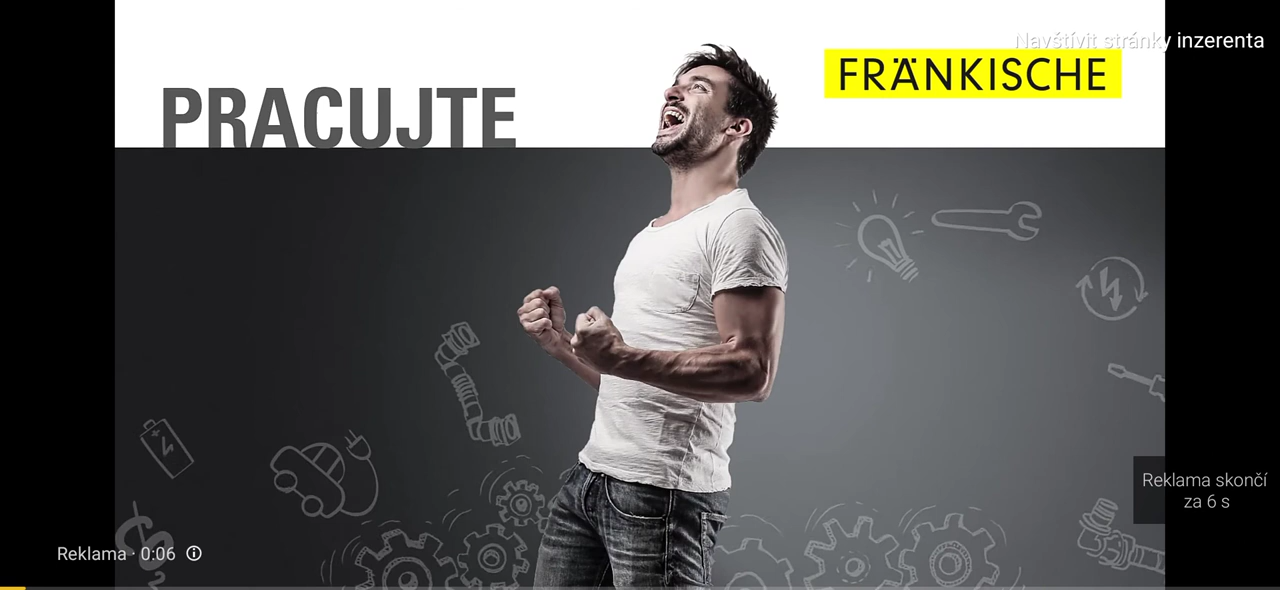 Navštívit stránky inzerenta
FRÄNKISCHE
PRACUJTE
Reklama skončí
za 6 s
Reklama · 0:06